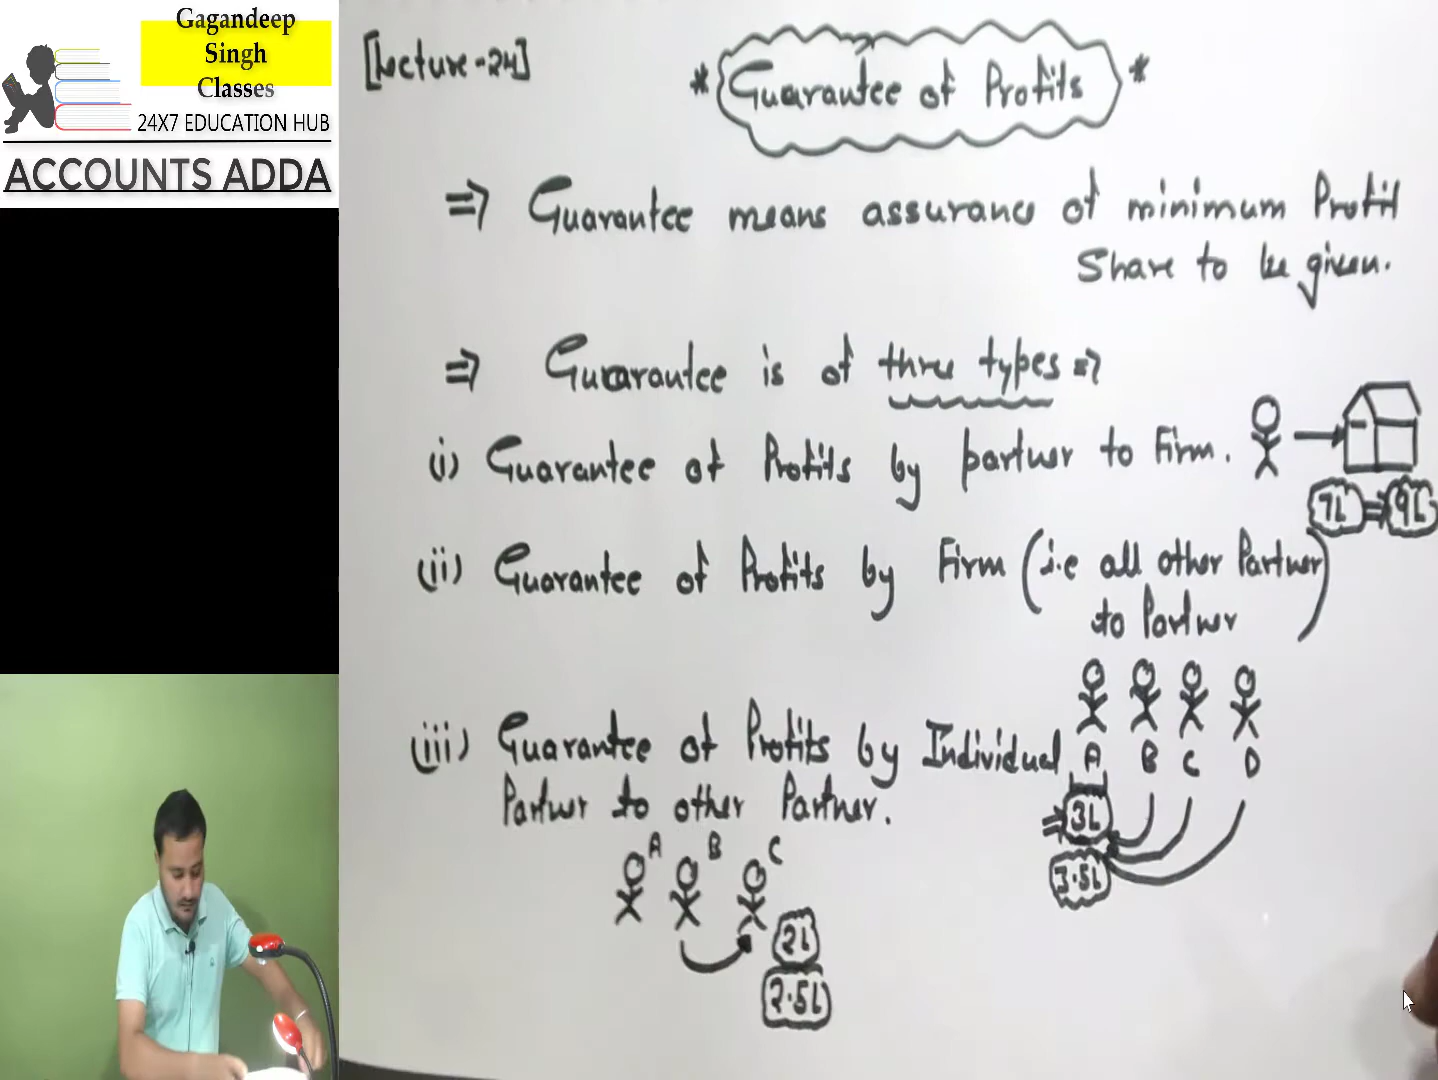 Gagandeep
Singh
Classes
24X7 EDUCATION HUB
ACCOUNTS ADDA
[Lecture-24]
* Guarantee of Profits *
⇒ Guarantee means assurance of minimum Profit
Share to be given.
⇒ Guarantee is of three types ⇒
(i) Guarantee of Profits by partner to Firm.
7L ⇒ 9L
(ii) Guarantee of Profits by Firm (i.e all other Partner)
to Partner
A B C D
⇒ 3L
3.5L
(iii) Guarantee of Profits by Individual
Partner to other Partner.
A B C
2L
2.5L